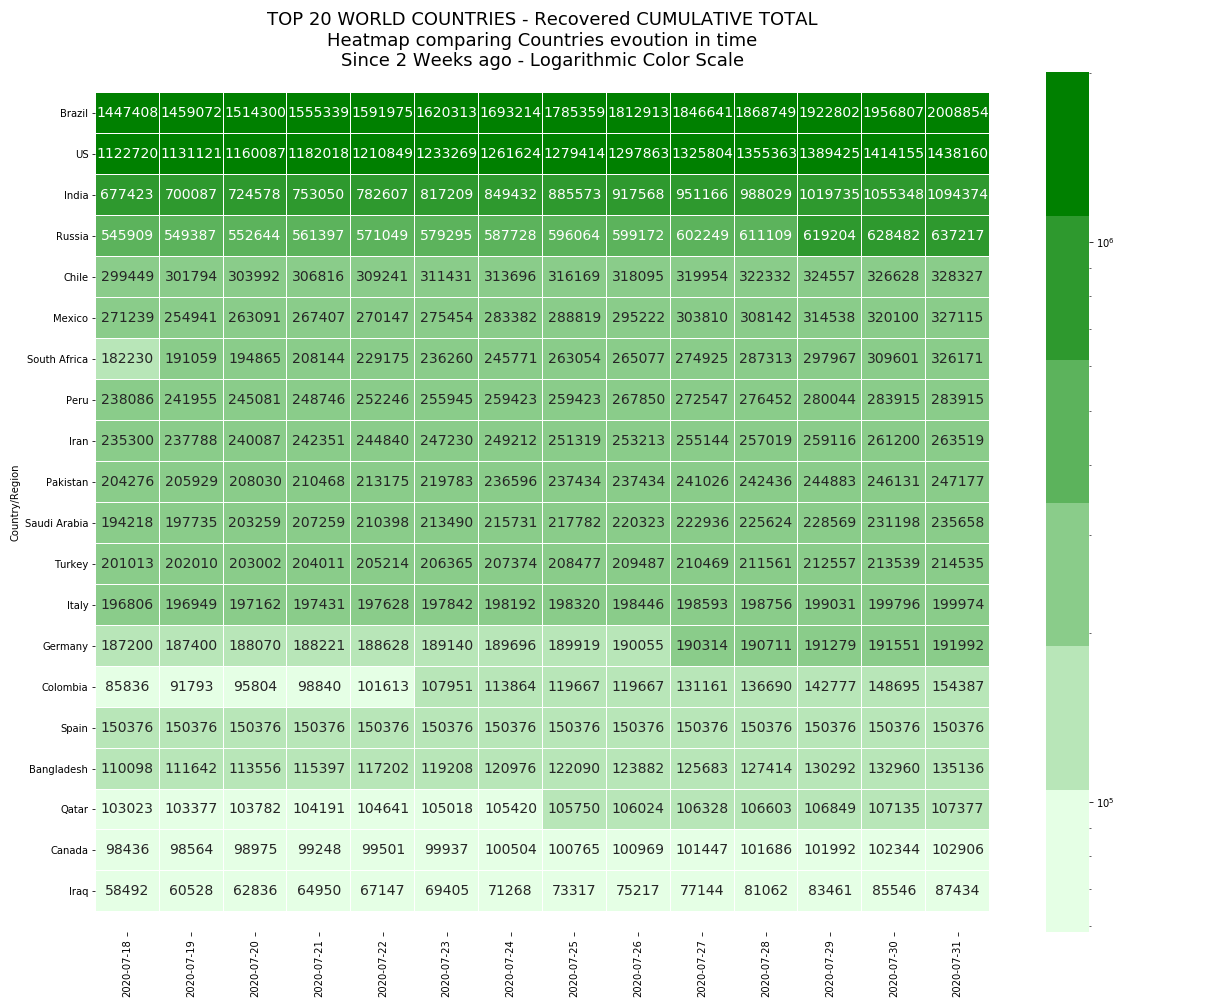 TOP 20 WORLD COUNTRIES - Recovered CUMULATIVE TOTAL
Heatmap comparing Countries evoution in time
Since 2 Weeks ago - Logarithmic Color Scale
Country/Region
Brazil 1447408 1459072 1514300 1555339 1591975 1620313 1693214 1785359 1812913 1846641 1868749 1922802 1956807 2008854
US 1122720 1131121 1160087 1182018 1210849 1233269 1261624 1279414 1297863 1325804 1355363 1389425 1414155 1438160
India 677423 700087 724578 753050 782607 817209 849432 885573 917568 951166 988029 1019735 1055348 1094374
Russia 545909 549387 552644 561397 571049 579295 587728 596064 599172 602249 611109 619204 628482 637217
Chile 299449 301794 303992 306816 309241 311431 313696 316169 318095 319954 322332 324557 326628 328327
Mexico 271239 254941 263091 267407 270147 275454 283382 288819 295222 303810 308142 314538 320100 327115
South Africa 182230 191059 194865 208144 229175 236260 245771 263054 265077 274925 287313 297967 309601 326171
Peru 238086 241955 245081 248746 252246 255945 259423 259423 267850 272547 276452 280044 283915 283915
Iran 235300 237788 240087 242351 244840 247230 249212 251319 253213 255144 257019 259116 261200 263519
Pakistan 204276 205929 208030 210468 213175 219783 236596 237434 237434 241026 242436 244883 246131 247177
Saudi Arabia 194218 197735 203259 207259 210398 213490 215731 217782 220323 222936 225624 228569 231198 235658
Turkey 201013 202010 203002 204011 205214 206365 207374 208477 209487 210469 211561 212557 213539 214535
Italy 196806 196949 197162 197431 197628 197842 198192 198320 198446 198593 198756 199031 199796 199974
Germany 187200 187400 188070 188221 188628 189140 189696 189919 190055 190314 190711 191279 191551 191992
Colombia 85836 91793 95804 98840 101613 107951 113864 119667 119667 131161 136690 142777 148695 154387
Spain 150376 150376 150376 150376 150376 150376 150376 150376 150376 150376 150376 150376 150376 150376
Bangladesh 110098 111642 113556 115397 117202 119208 120976 122090 123882 125683 127414 130292 132960 135136
Qatar 103023 103377 103782 104191 104641 105018 105420 105750 106024 106328 106603 106849 107135 107377
Canada 98436 98564 98975 99248 99501 99937 100504 100765 100969 101447 101686 101992 102344 102906
Iraq 58492 60528 62836 64950 67147 69405 71268 73317 75217 77144 81062 83461 85546 87434
2020-07-18 2020-07-19 2020-07-20 2020-07-21 2020-07-22 2020-07-23 2020-07-24 2020-07-25 2020-07-26 2020-07-27 2020-07-28 2020-07-29 2020-07-30 2020-07-31
10⁶
10⁵